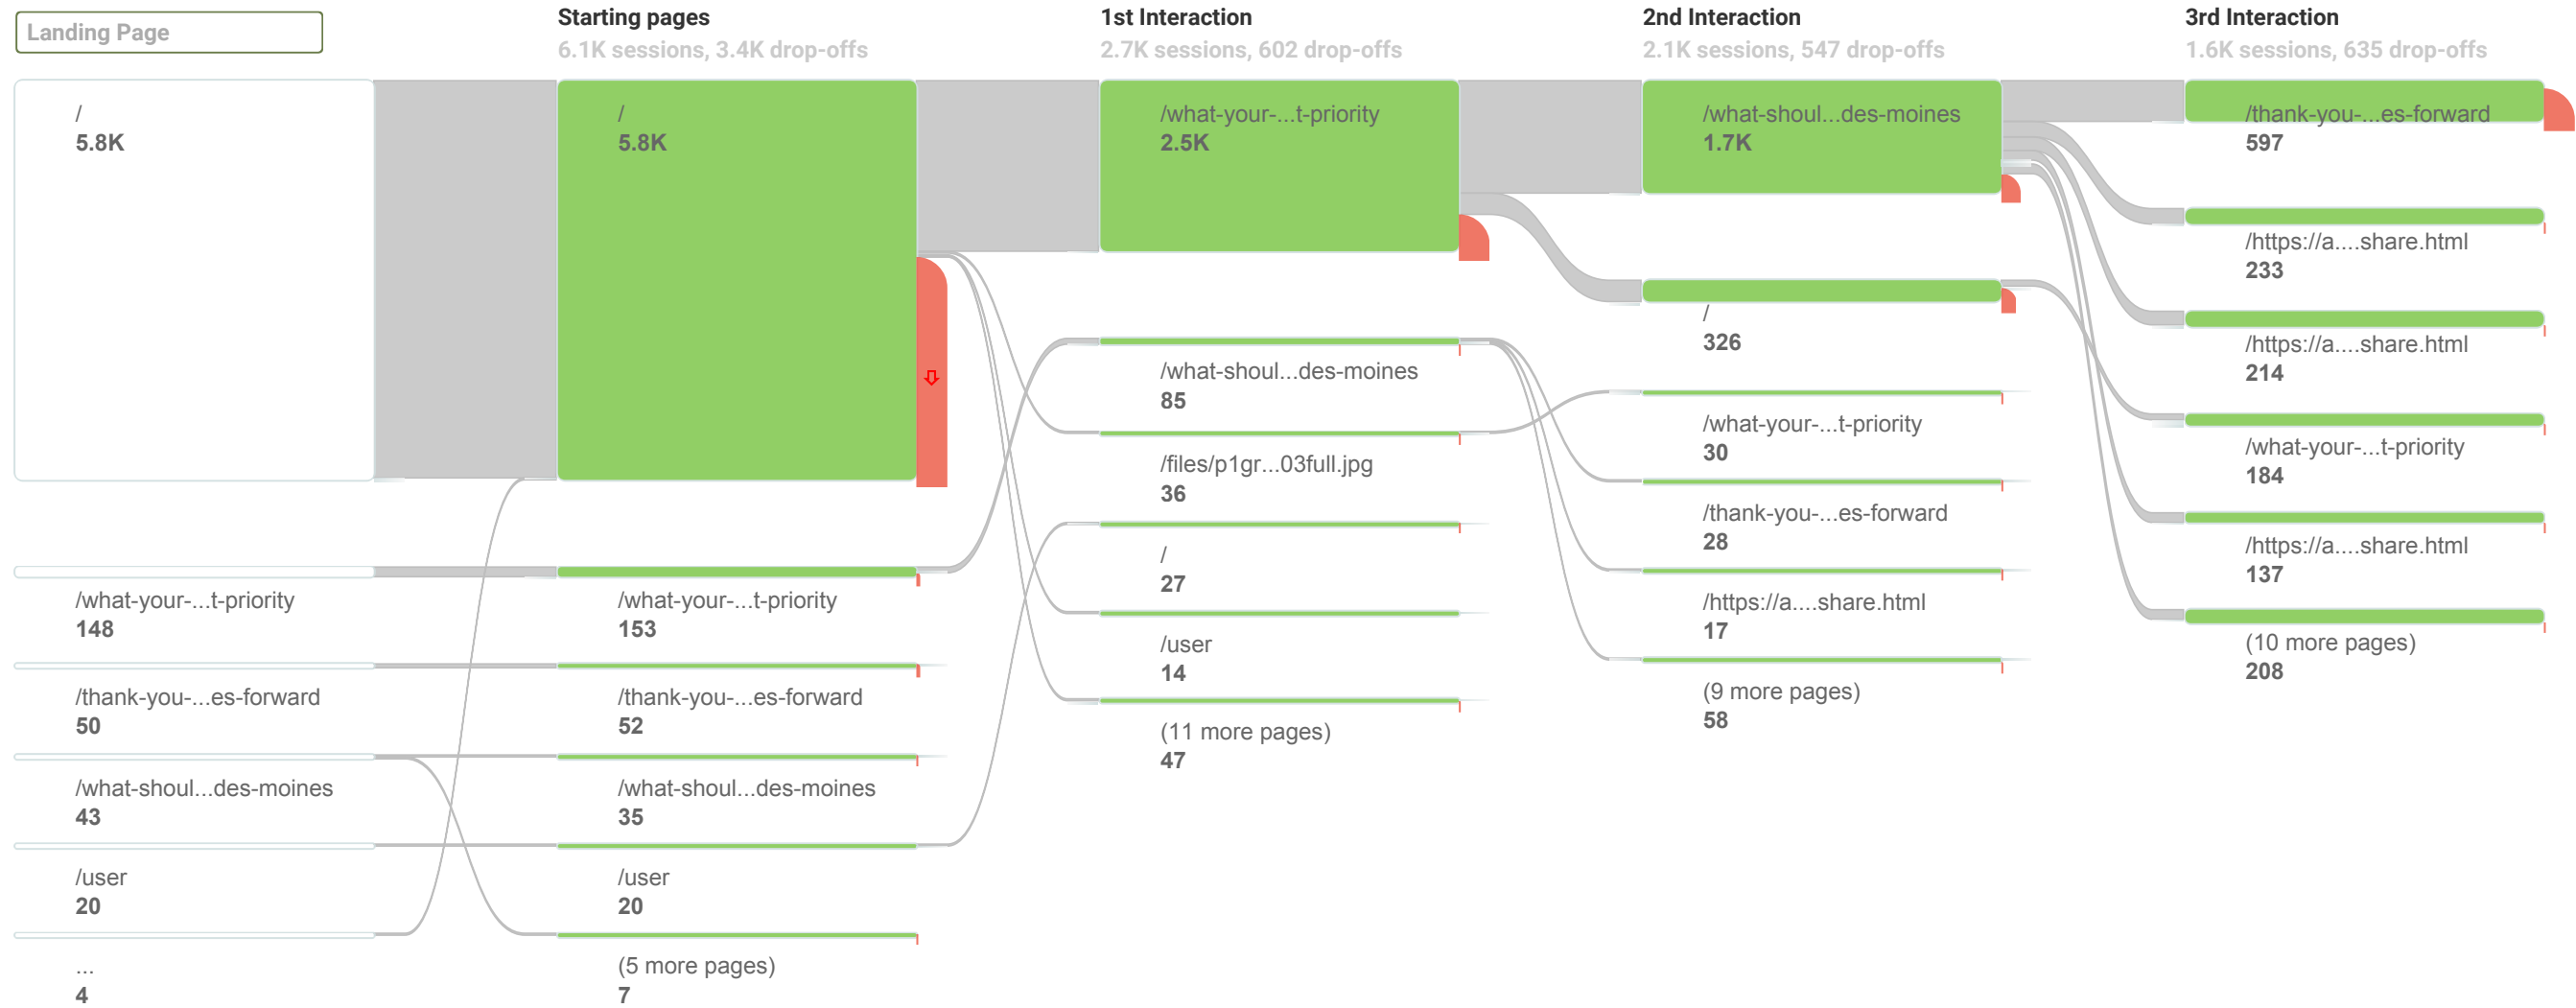 Landing Page
/
5.8K
/what-your-...t-priority
148
/thank-you-...es-forward
50
/what-shoul...des-moines
43
/user
20
...
4
Starting pages
6.1K sessions, 3.4K drop-offs
/
5.8K
/what-your-...t-priority
153
/thank-you-...es-forward
52
/what-shoul...des-moines
35
/user
20
(5 more pages)
7
1st Interaction
2.7K sessions, 602 drop-offs
/what-your-...t-priority
2.5K
/what-shoul...des-moines
85
/files/p1gr...03full.jpg
36
/
27
/user
14
(11 more pages)
47
2nd Interaction
2.1K sessions, 547 drop-offs
/what-shoul...des-moines
1.7K
/
326
/what-your-...t-priority
30
/thank-you-...es-forward
28
/https://a....share.html
17
(9 more pages)
58
3rd Interaction
1.6K sessions, 635 drop-offs
/thank-you-...es-forward
597
/https://a....share.html
233
/https://a....share.html
214
/what-your-...t-priority
184
/https://a....share.html
137
(10 more pages)
208